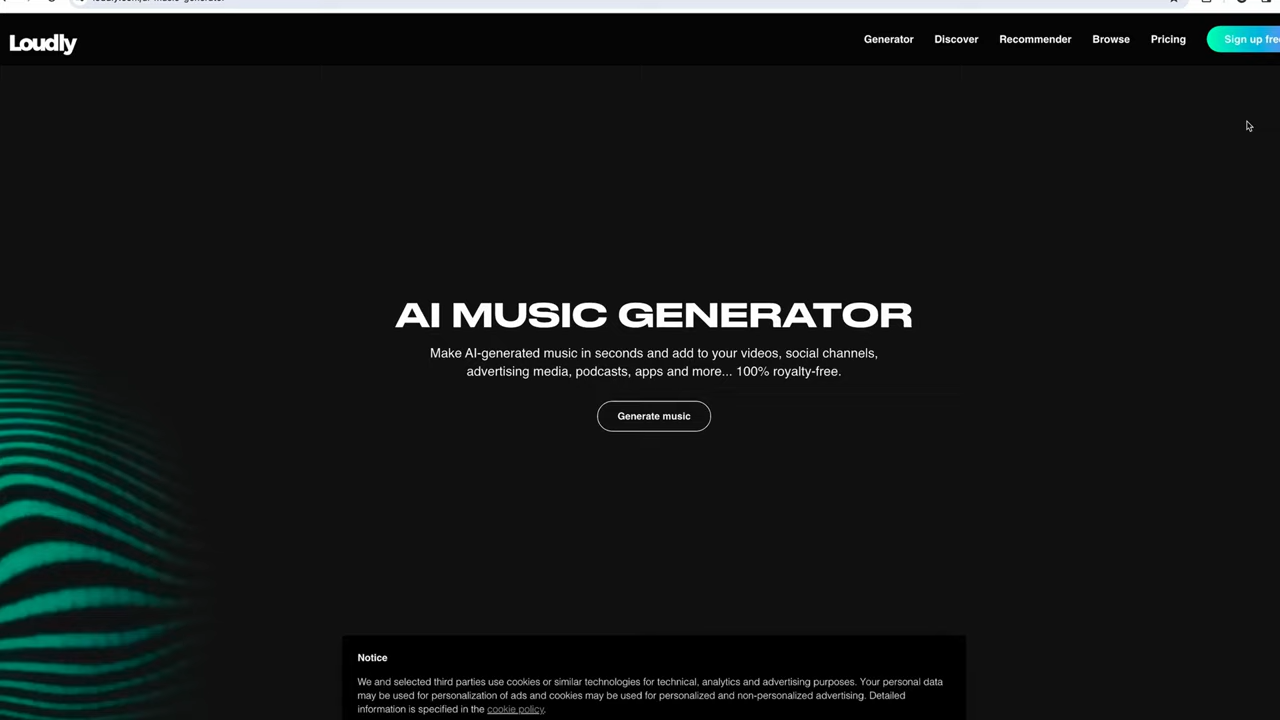 Loudly
Generator
Discover
Recommender
Browse
Pricing
Sign up
AI MUSIC GENERATOR
Make AI-generated music in seconds and add to your videos, social channels,
advertising media, podcasts, apps and more... 100% royalty-free.
Generate music
Notice
We and selected third parties use cookies or similar technologies for technical, analytics and advertising purposes. Your personal data
may be used for personalization of ads and cookies may be used for personalized and non-personalized advertising. Detailed
information is specified in the cookie policy.